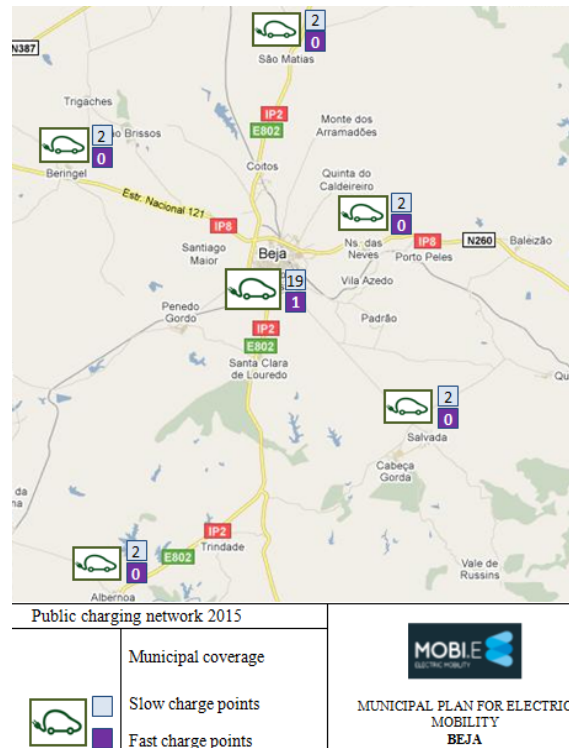 2
N387
0
São Matias
Trigaches
IP2
Monte dos
Arramadões
2
o Brissos
E802
0
Coitos
Beringel
Quinta do
Caldeireiro
Estr. Nacional 121
2
IP8
0
Santiago
Maior
Beja
Ns. das
Neves
IP8
N260
Baleizão
Porto Peles
19
Vila Azedo
1
Penedo
Gordo
IP2
Padrão
E802
Santa Clara
de Louredo
Qu
2
0
Salvada
Cabeça
Gorda
da
na
IP2
2
E802
Trindade
0
Vale de
Russins
Albernoa
Public charging network 2015
Municipal coverage
Slow charge points
Fast charge points
MOBI.E
ELECTRIC MOBILITY
MUNICIPAL PLAN FOR ELECTRIC
MOBILITY
BEJA